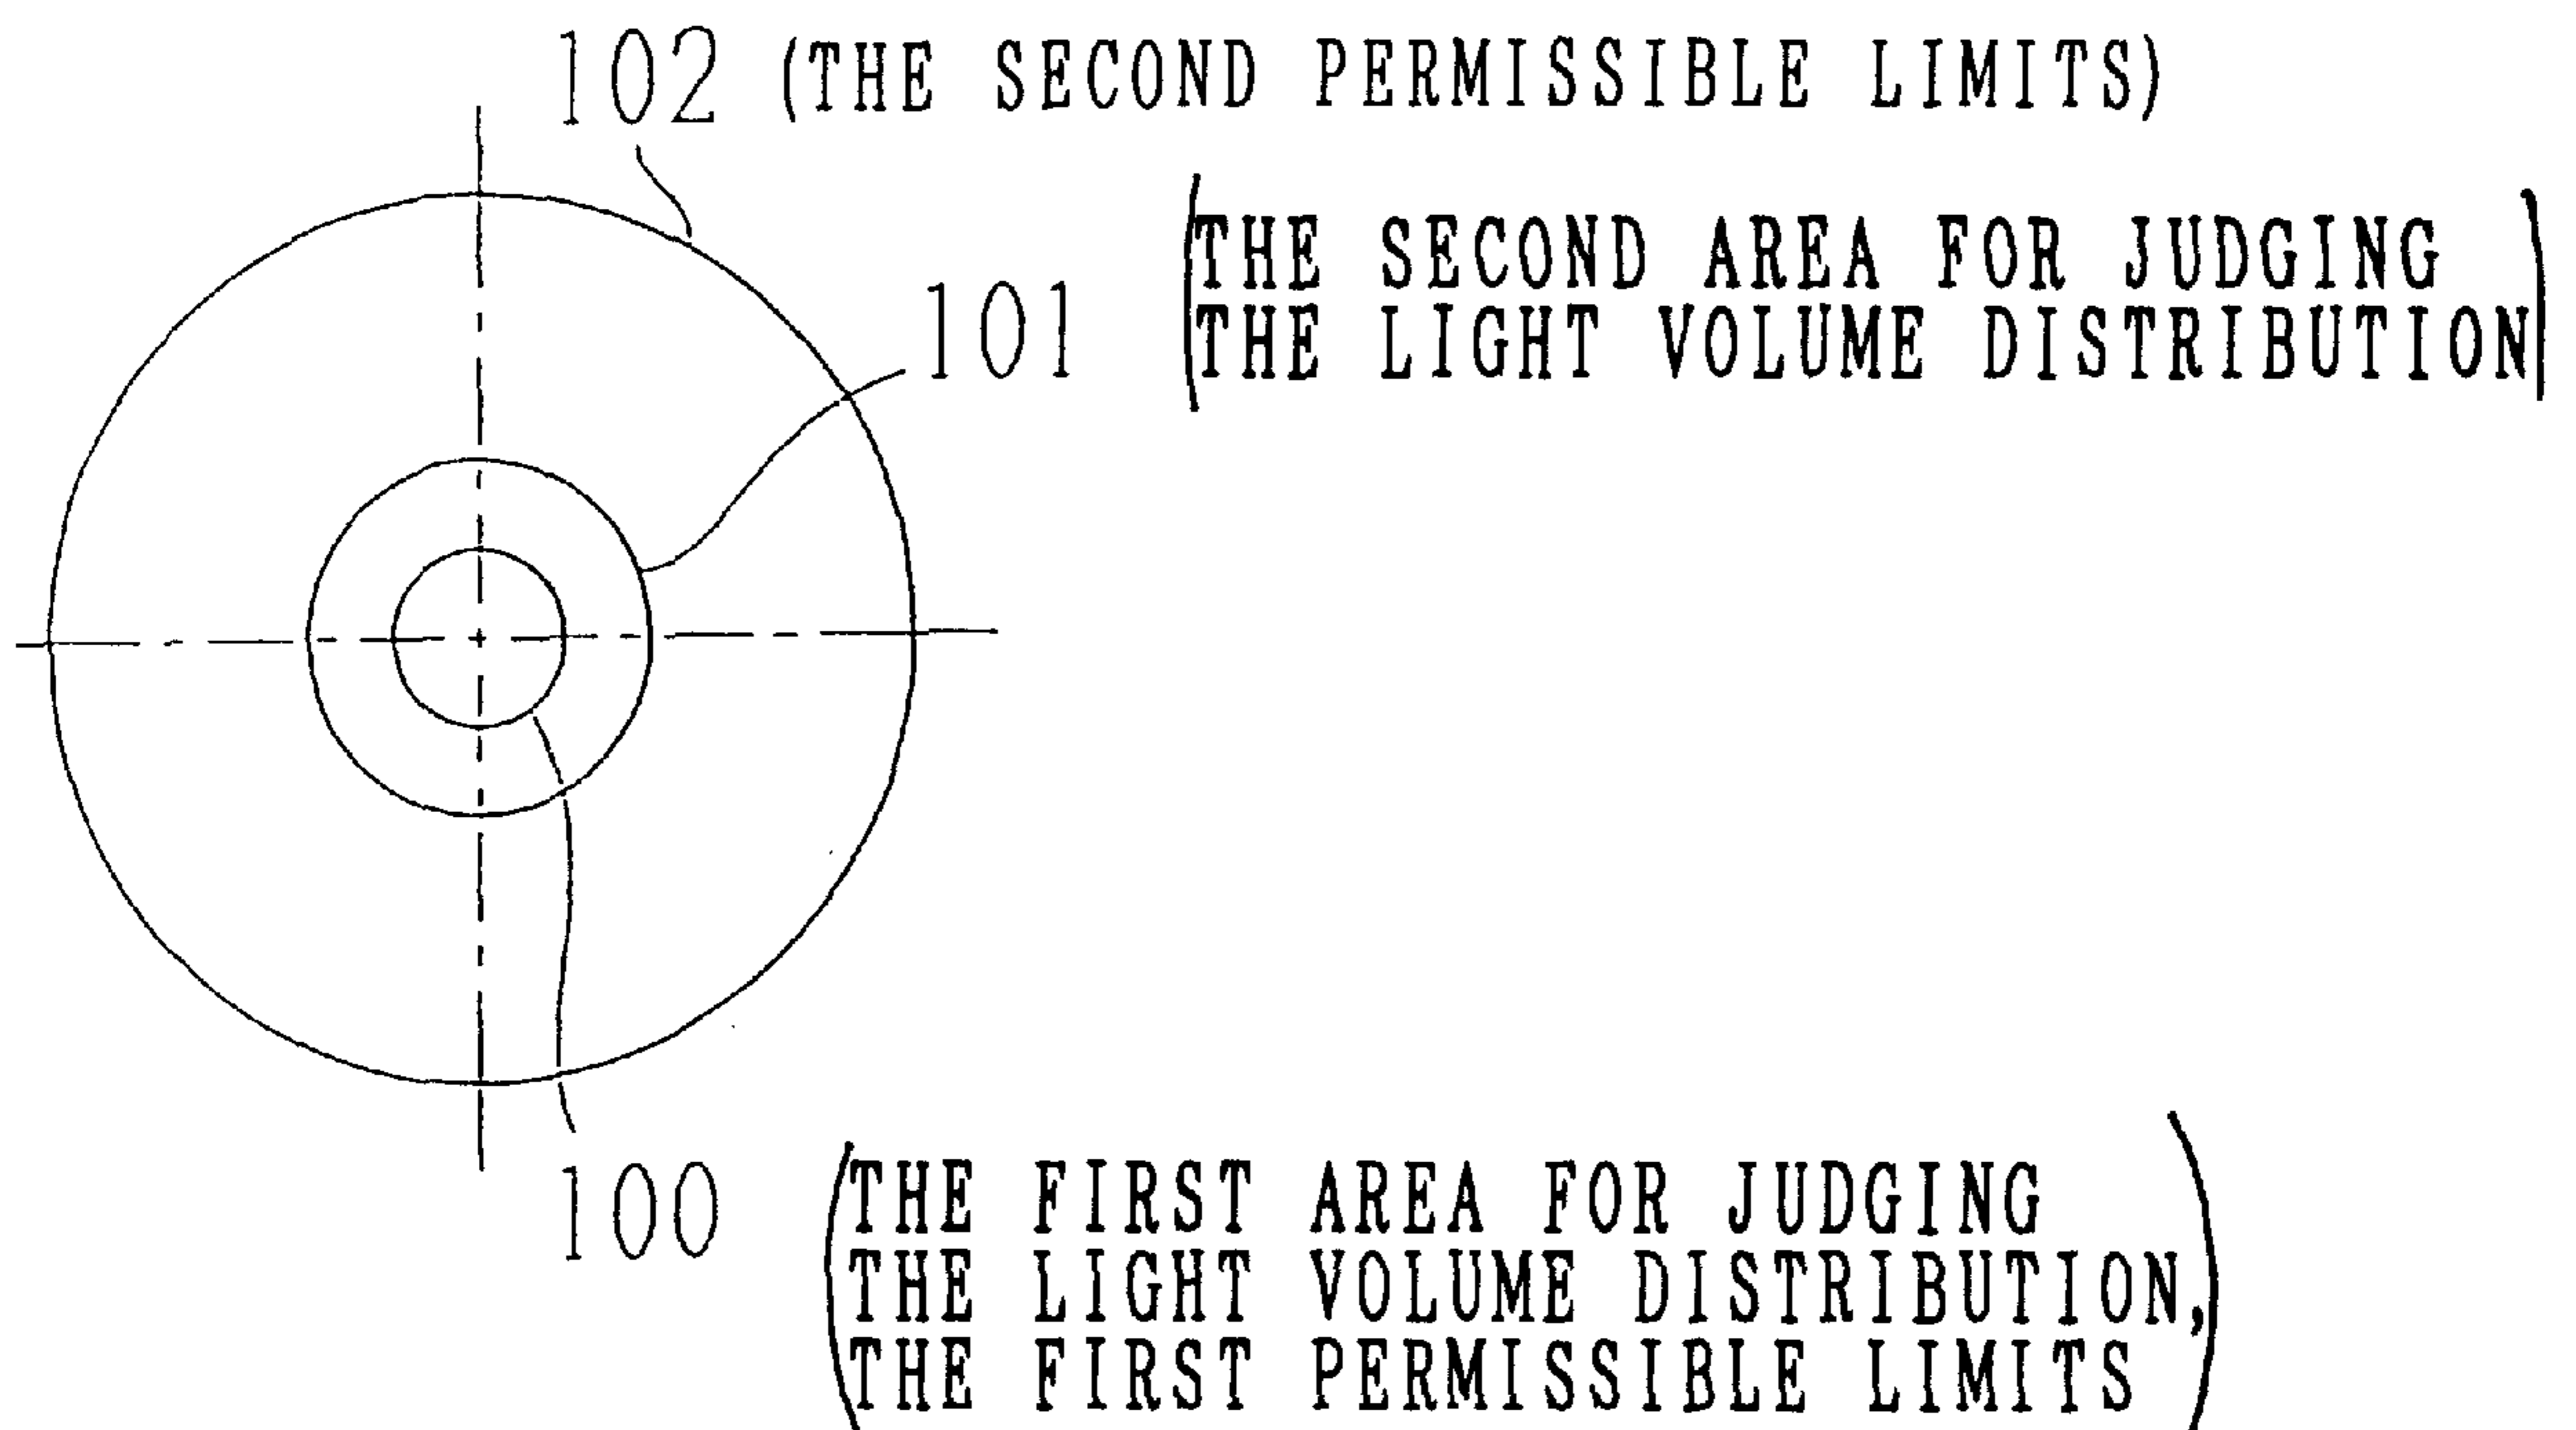 102 (THE SECOND PERMISSIBLE LIMITS)
101 (THE SECOND AREA FOR JUDGING
THE LIGHT VOLUME DISTRIBUTION)
100 (THE FIRST AREA FOR JUDGING
THE LIGHT VOLUME DISTRIBUTION,
THE FIRST PERMISSIBLE LIMITS)